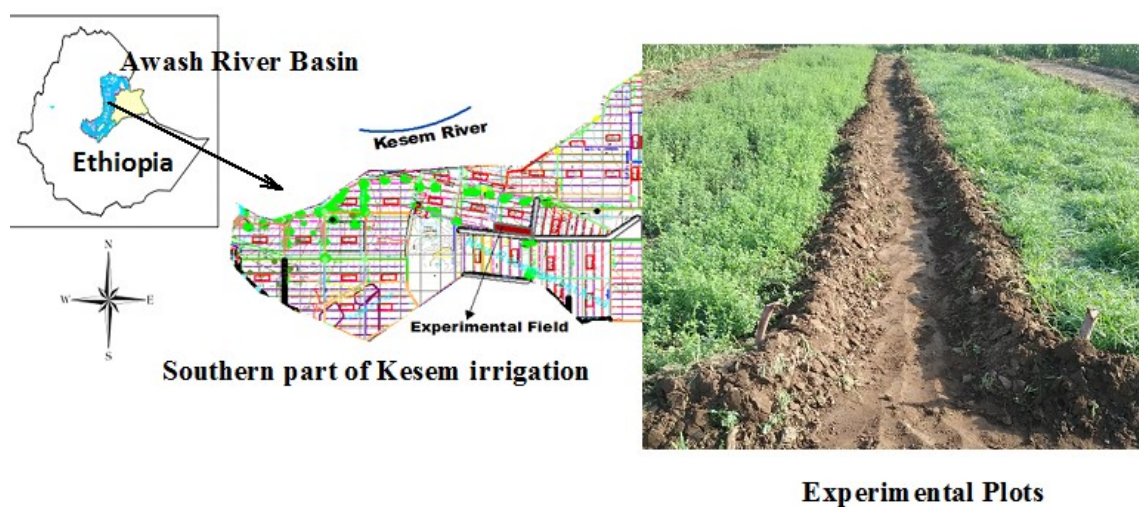 Awash River Basin
Ethiopia
Kesem River
N
W
E
S
Experimental Field
Southern part of Kesem irrigation
Experimental Plots